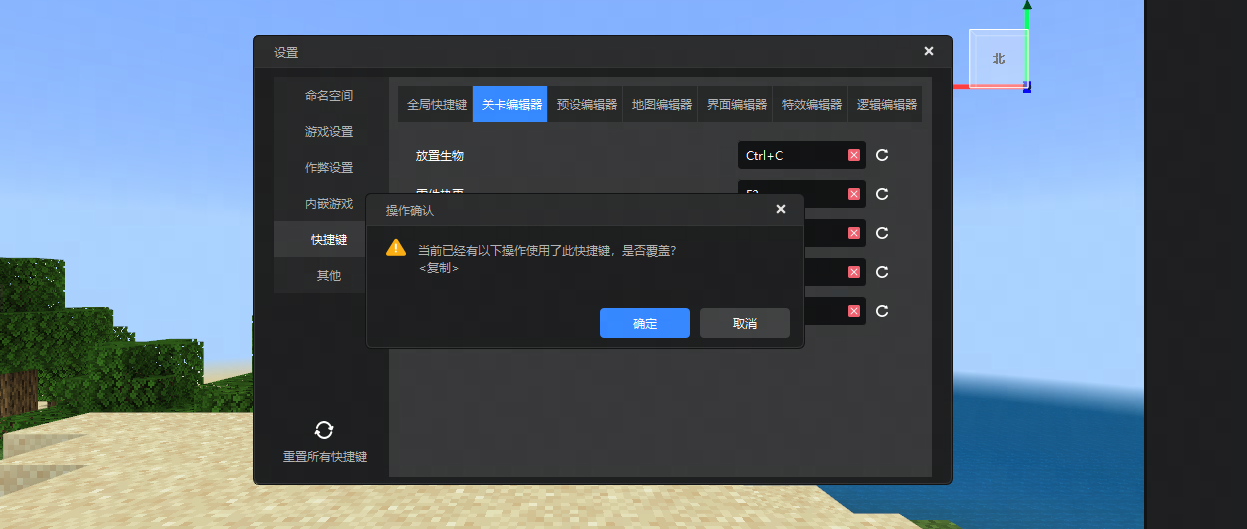 设置
北
命名空间
游戏设置
作弊设置
内嵌游戏
快捷键
其他
重置所有快捷键
全局快捷键
关卡编辑器
预设编辑器
地图编辑器
界面编辑器
特效编辑器
逻辑编辑器
放置生物
Ctrl+C
操作确认
当前已经有以下操作使用了此快捷键，是否覆盖?
<复制>
确定
取消